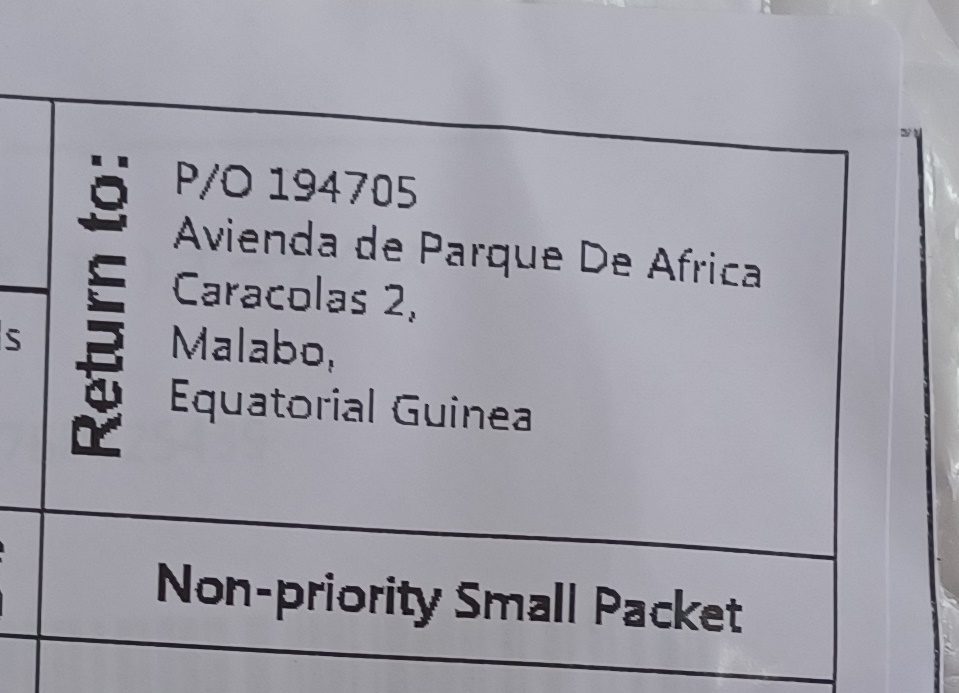 Return to:
P/O 194705
Avienda de Parque De Africa
Caracolas 2,
Malabo,
Equatorial Guinea
Non-priority Small Packet